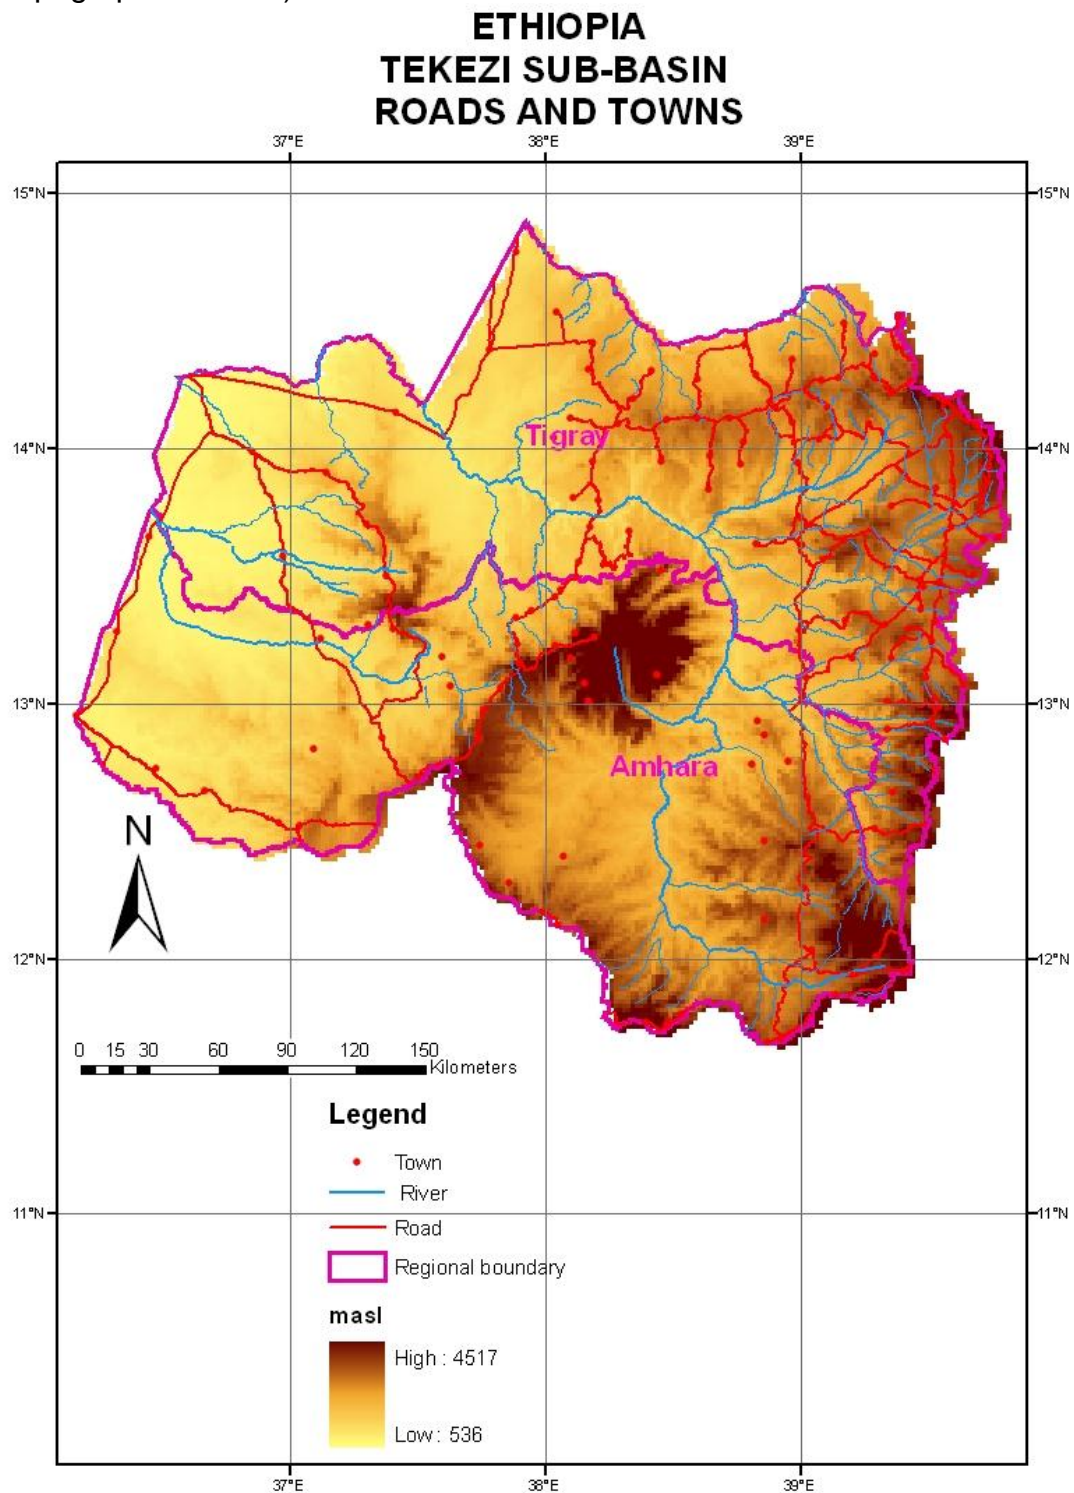 ETHIOPIA
TEKEZI SUB-BASIN
ROADS AND TOWNS
37°E 38°E 39°E
15°N 15°N
14°N 14°N
Tigray
13°N 13°N
Amhara
N
12°N 12°N
0 15 30 60 90 120 150
Kilometers
Legend
Town
River
Road
Regional boundary
11°N 11°N
masl
High : 4517
Low : 536
37°E 38°E 39°E